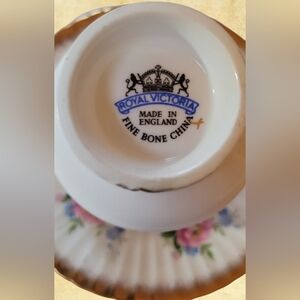 ROYAL VICTORIA
MADE IN
ENGLAND
FINE BONE CHINA